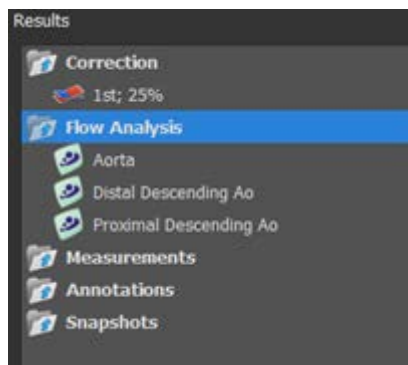 Results
Correction
1st; 25%
Flow Analysis
Aorta
Distal Descending Ao
Proximal Descending Ao
Measurements
Annotations
Snapshots